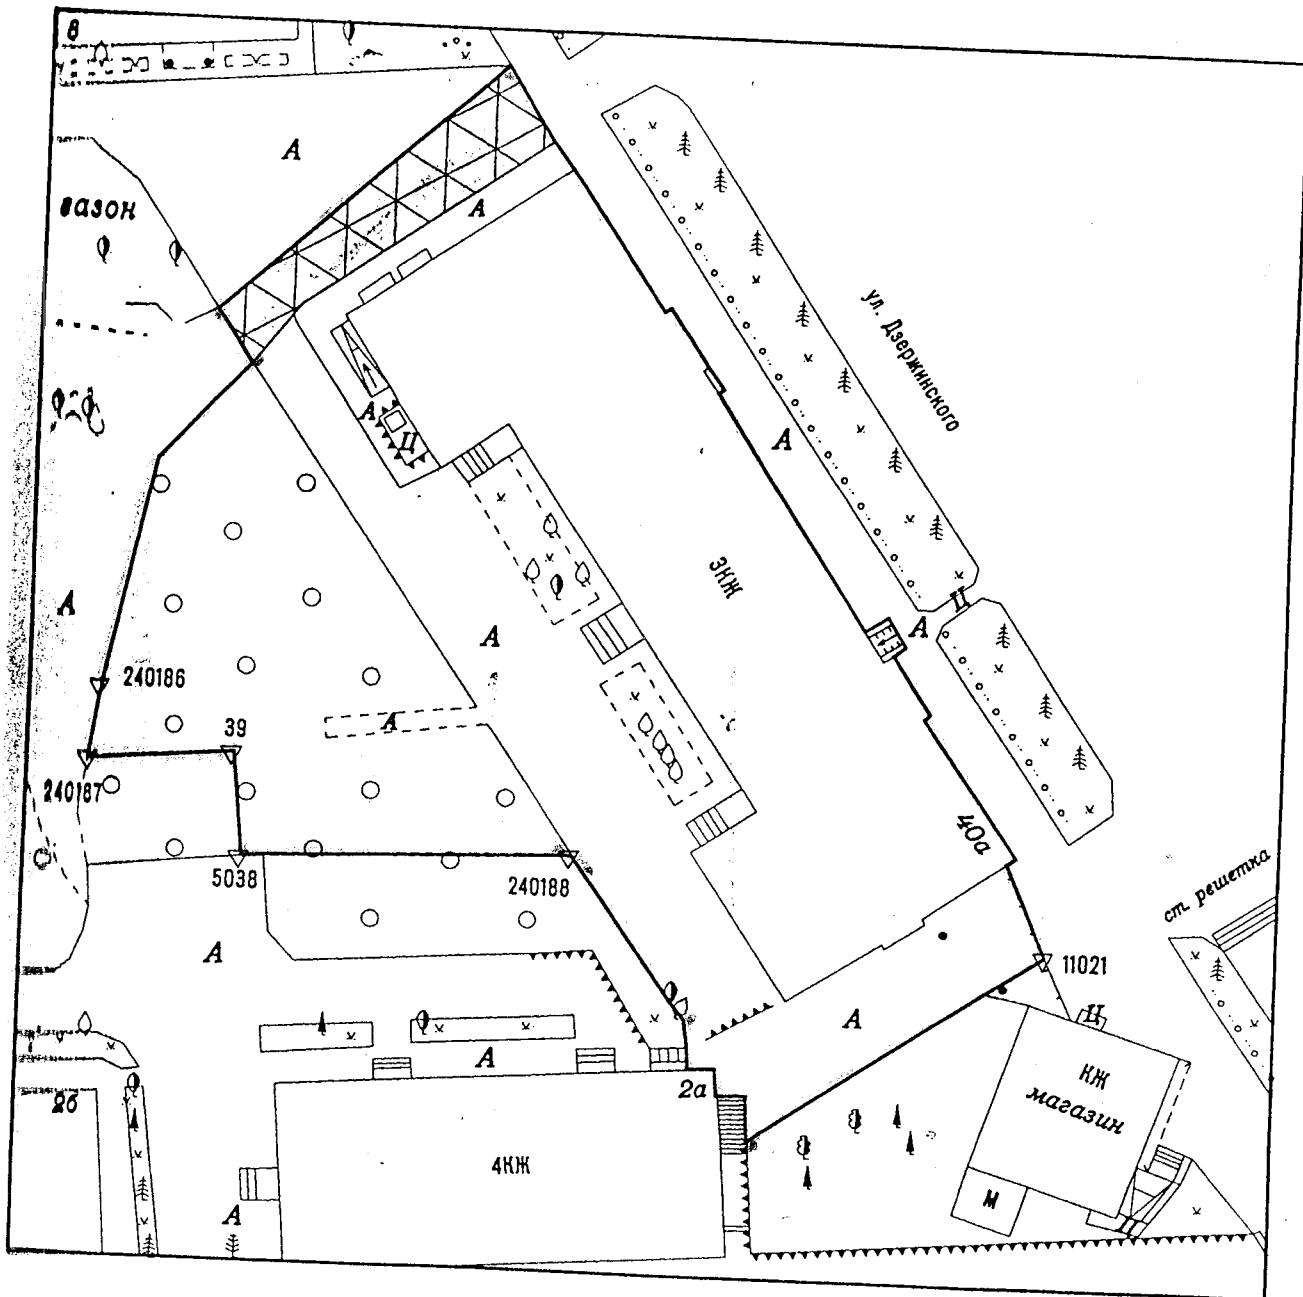 в
А
газон
А
ул. Дзержинского
А
Ц
А
3КЖ
А
Ц
А
А
А
240186
39
А
240187
40а
5038
240188
ст. решетка
А
11021
Ц
А
А
КЖ
магазин
2б
2а
4КЖ
М
А
Ц